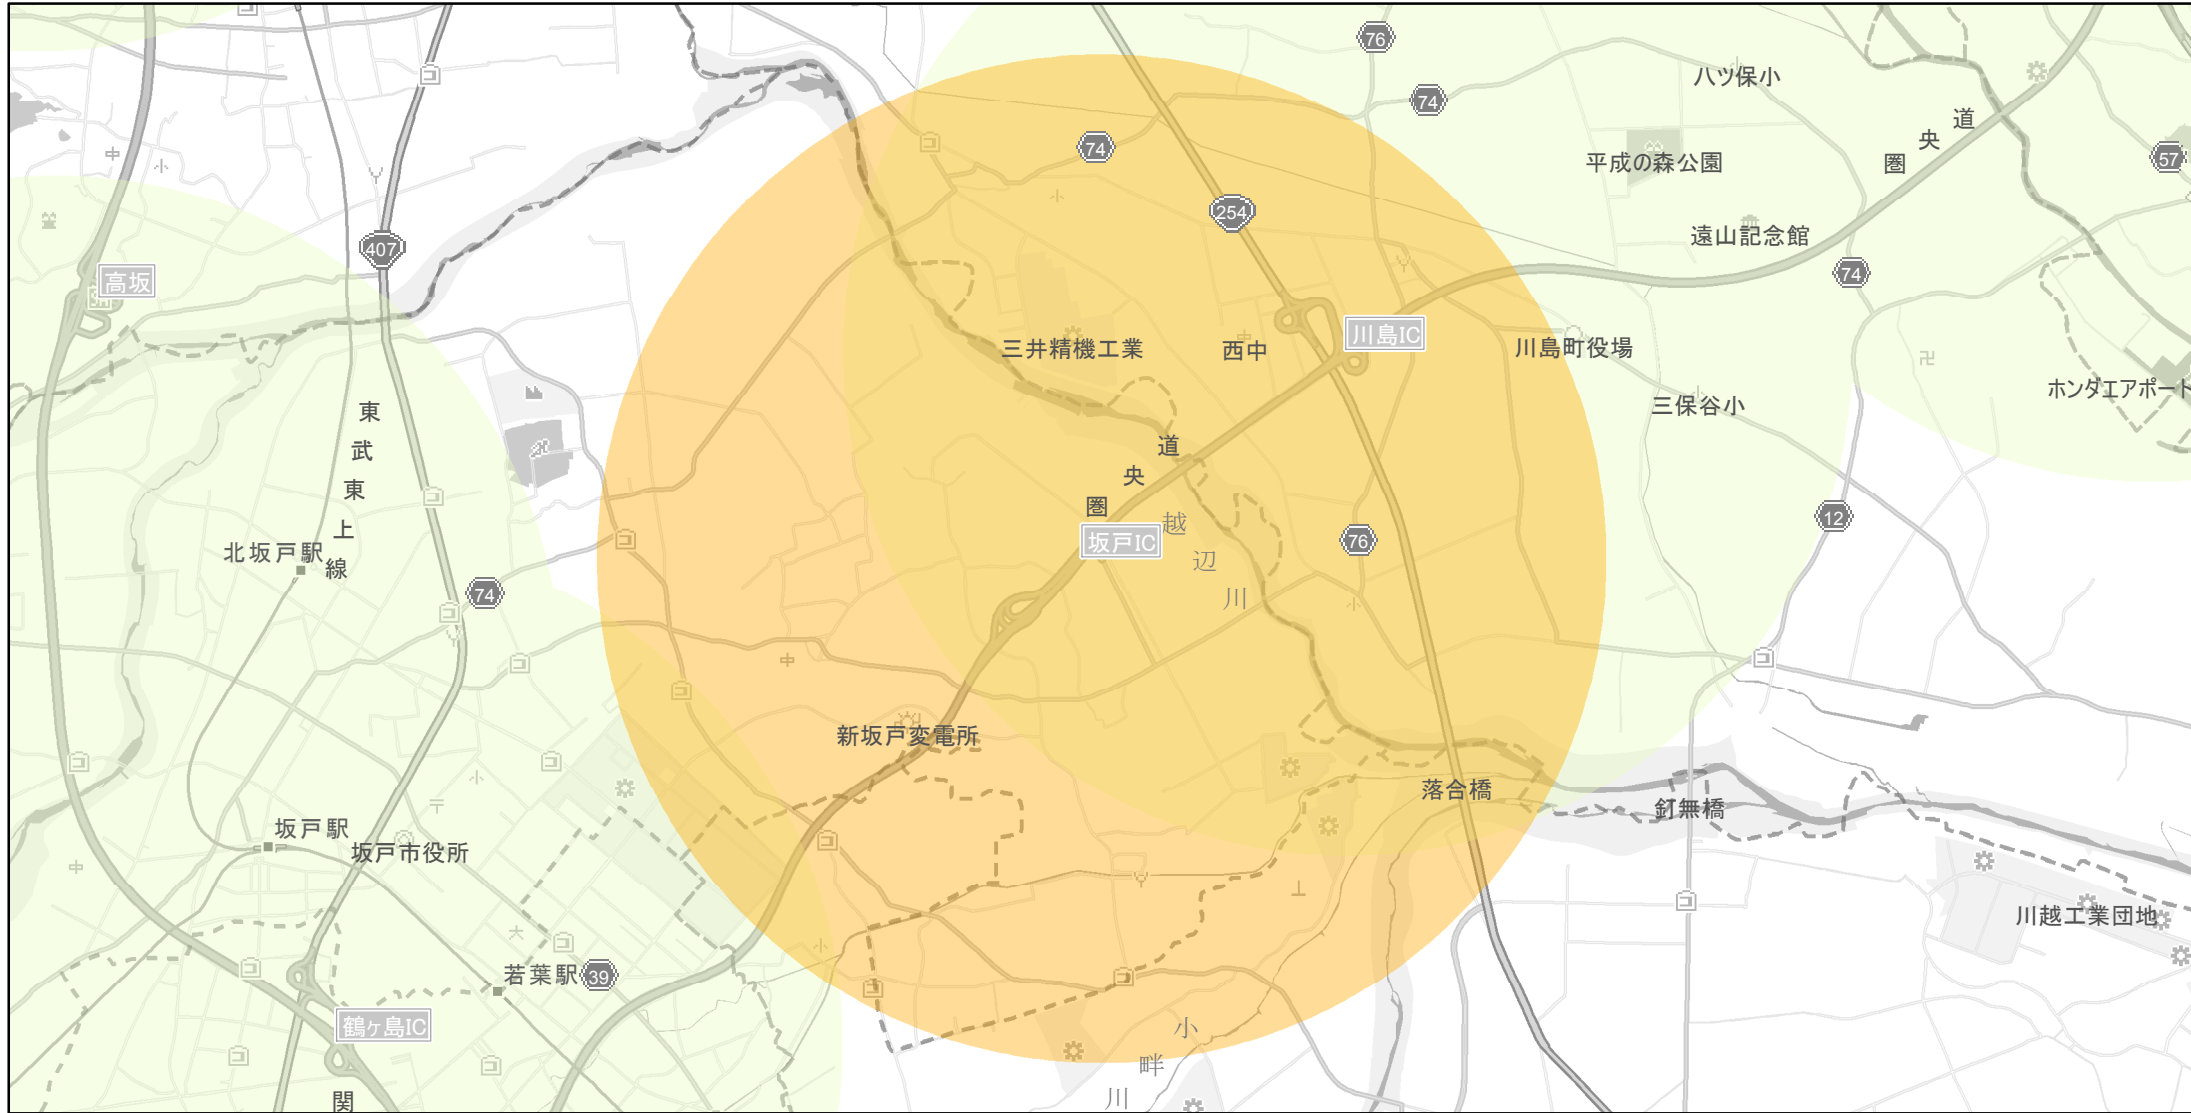 76
八ツ保小
74
道
央
圏
74
57
平成の森公園
254
遠山記念館
407
高坂
74
川島IC
三井精機工業
西中
川島町役場
ホンダエアポート
三保谷小
東武東上線
圏央道
12
坂戸IC
76
越辺川
北坂戸駅
74
新坂戸変電所
落合橋
釘無橋
坂戸駅
坂戸市役所
川越工業団地
若葉駅
39
鶴ヶ島IC
小畔川
関